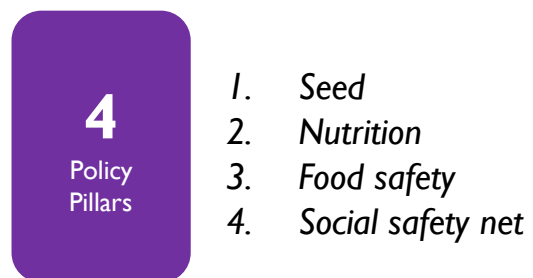 4
Policy
Pillars
1. Seed
2. Nutrition
3. Food safety
4. Social safety net